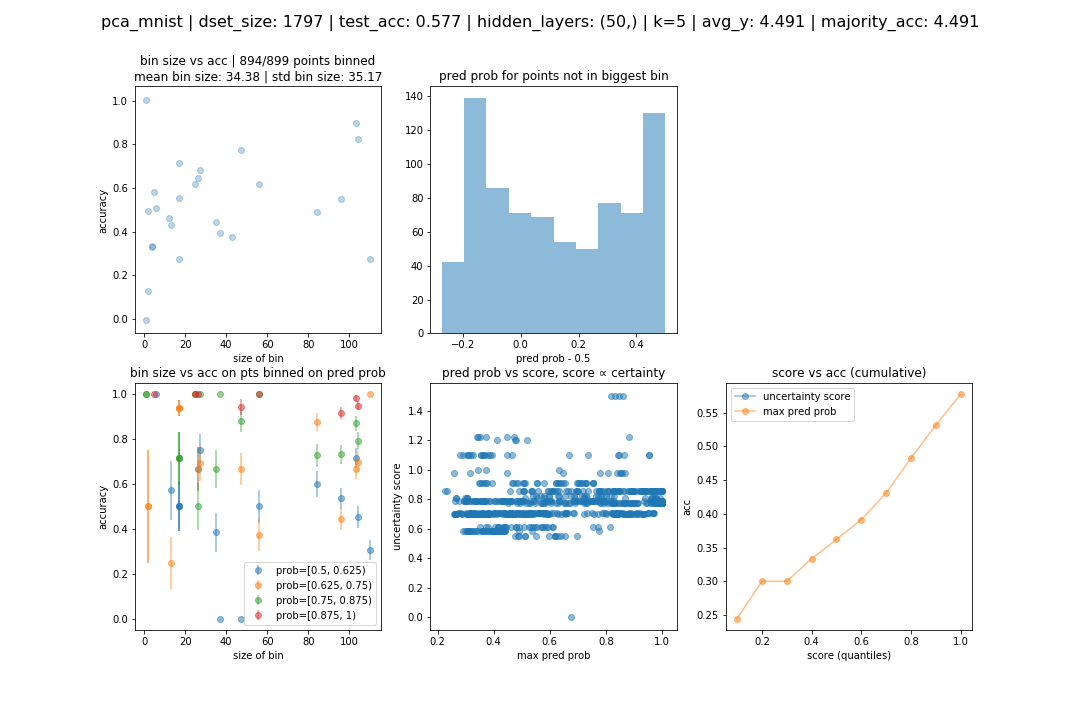 pca_mnist | dset_size: 1797 | test_acc: 0.577 | hidden_layers: (50,) | k=5 | avg_y: 4.491 | majority_acc: 4.491
bin size vs acc | 894/899 points binned
mean bin size: 34.38 | std bin size: 35.17
1.0
0.8
0.6
0.4
0.2
0.0
accuracy
0 20 40 60 80 100
size of bin
pred prob for points not in biggest bin
140
120
100
80
60
40
20
0
−0.2 0.0 0.2 0.4
pred prob - 0.5
bin size vs acc on pts binned on pred prob
1.0
0.8
0.6
0.4
0.2
0.0
accuracy
prob=[0.5, 0.625)
prob=[0.625, 0.75)
prob=[0.75, 0.875)
prob=[0.875, 1)
0 20 40 60 80 100
size of bin
pred prob vs score, score ∝ certainty
1.4
1.2
1.0
0.8
0.6
0.4
0.2
0.0
uncertainty score
0.2 0.4 0.6 0.8 1.0
max pred prob
score vs acc (cumulative)
uncertainty score
max pred prob
0.55
0.50
0.45
0.40
0.35
0.30
0.25
acc
0.2 0.4 0.6 0.8 1.0
score (quantiles)